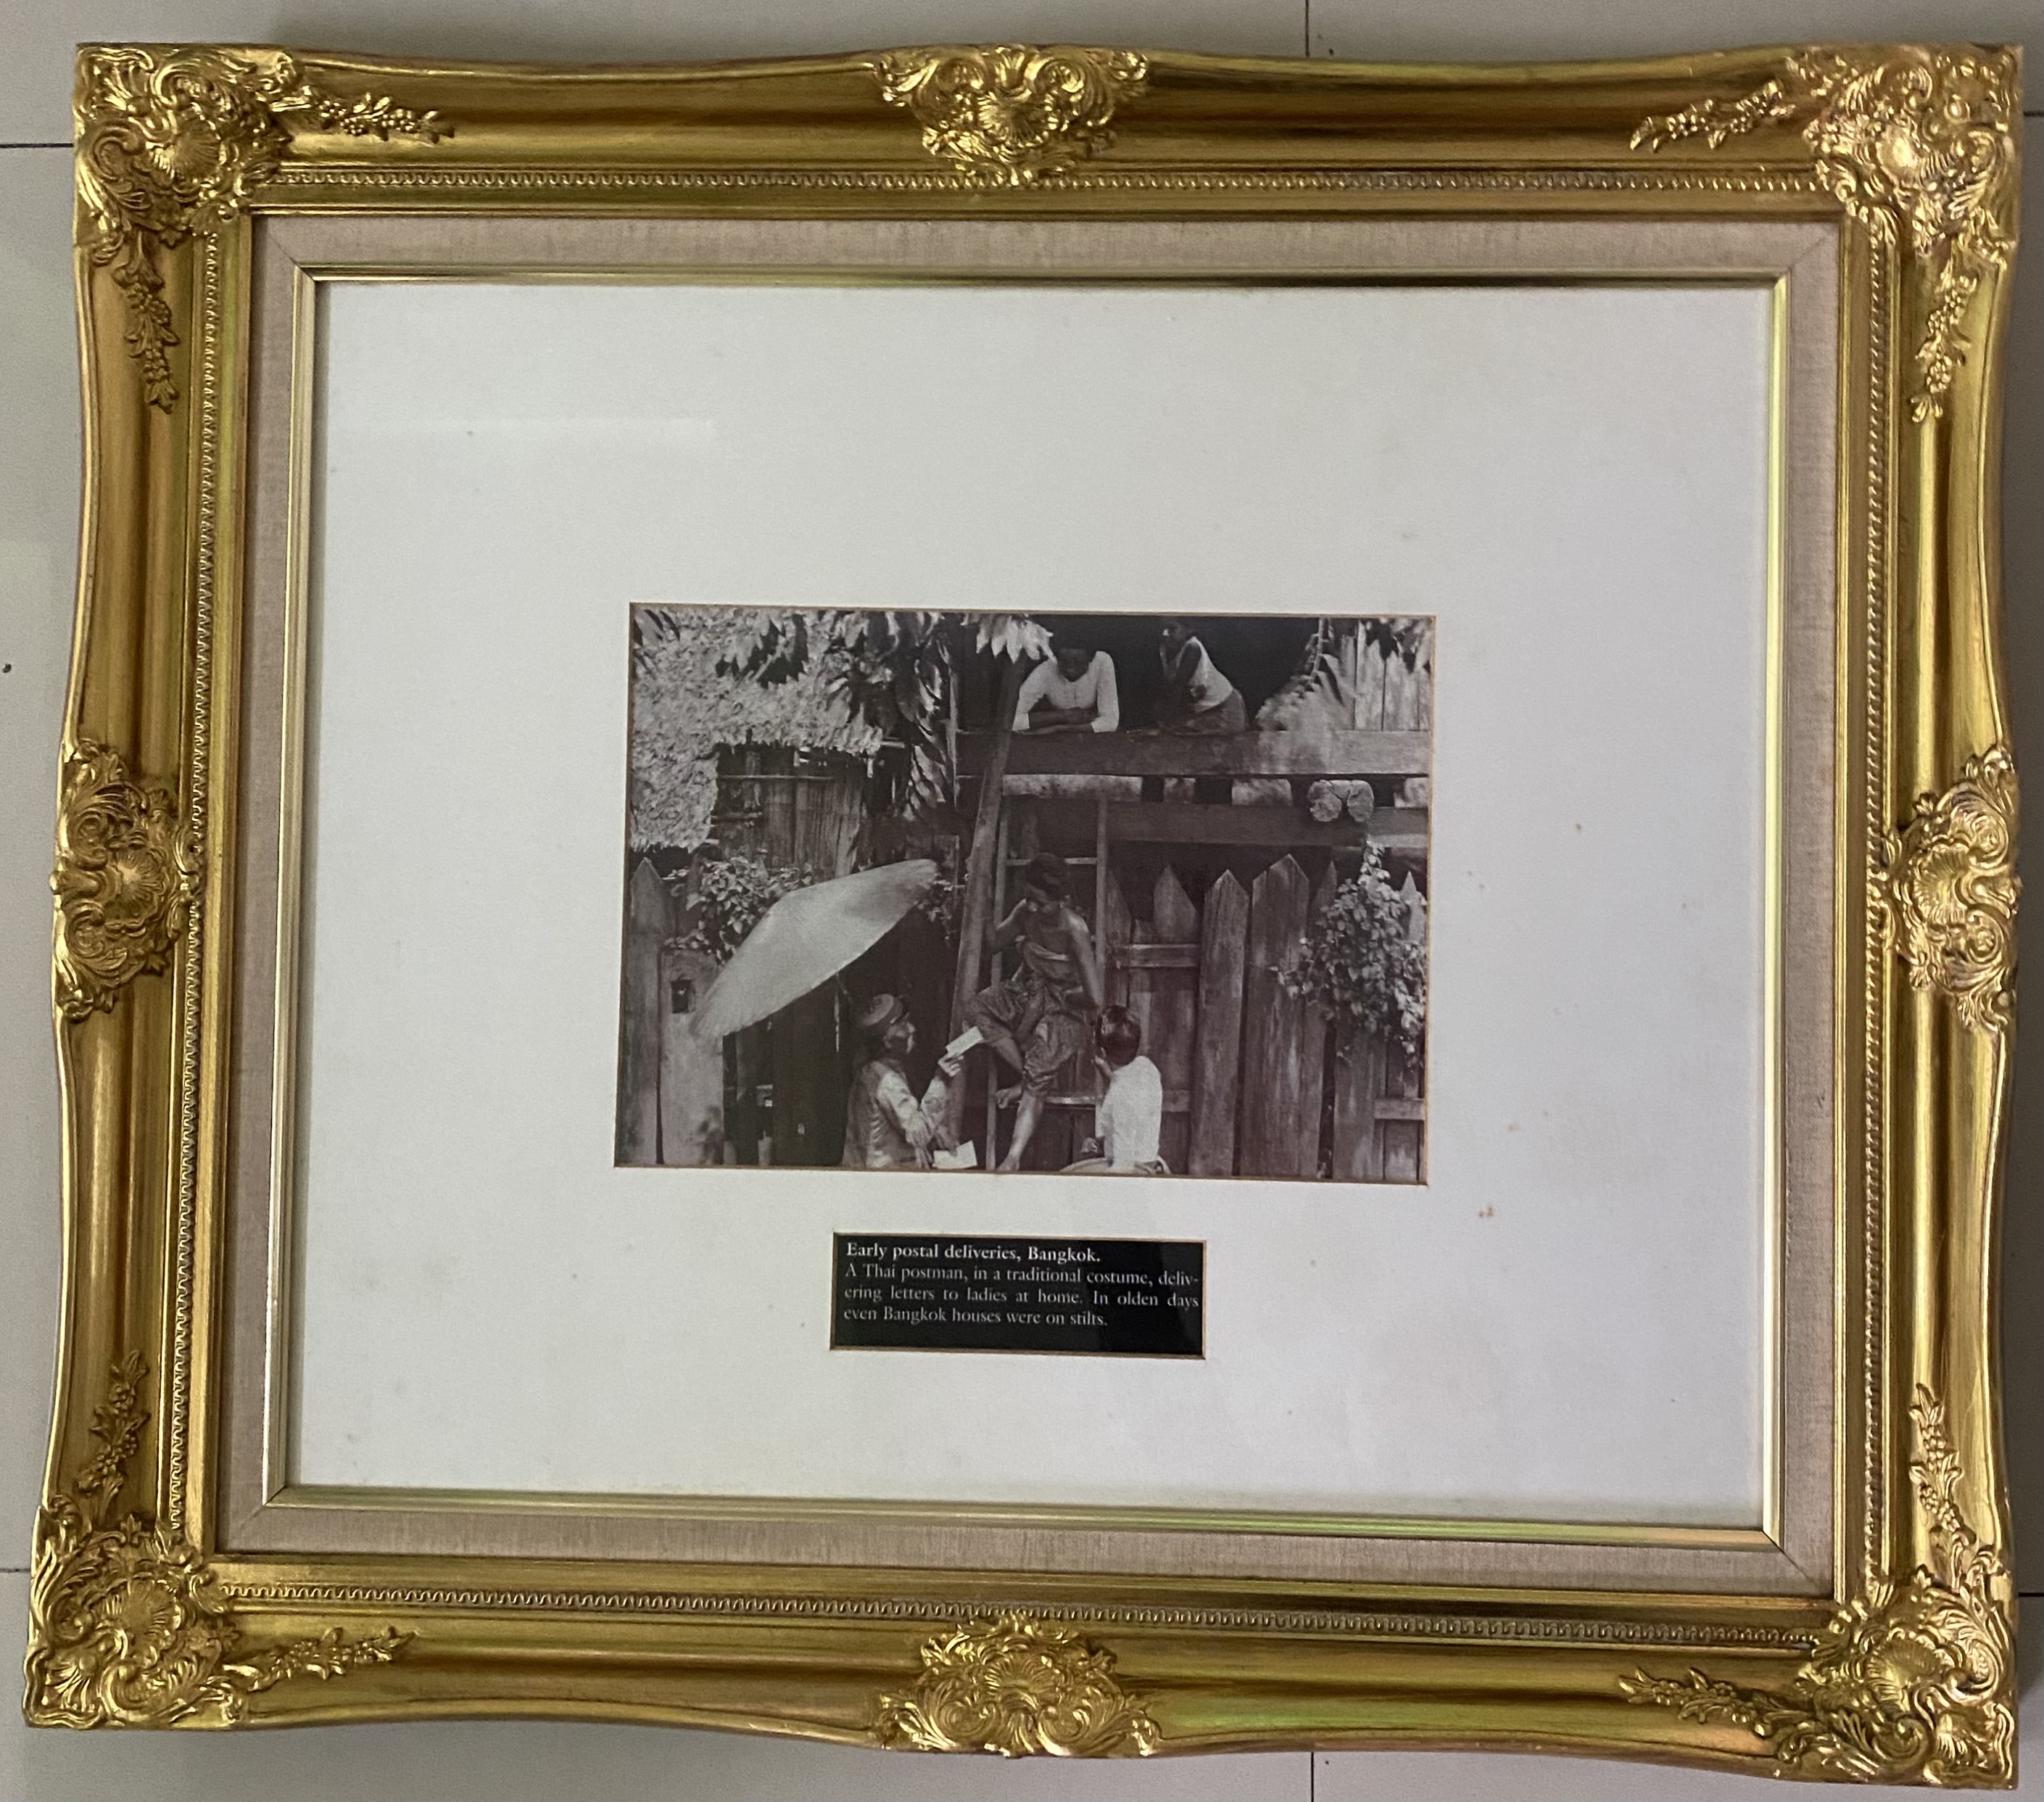 Early postal deliveries, Bangkok.
A Thai postman, in a traditional costume, deliv-
ering letters to ladies at home. In olden days
even Bangkok houses were on stilts.